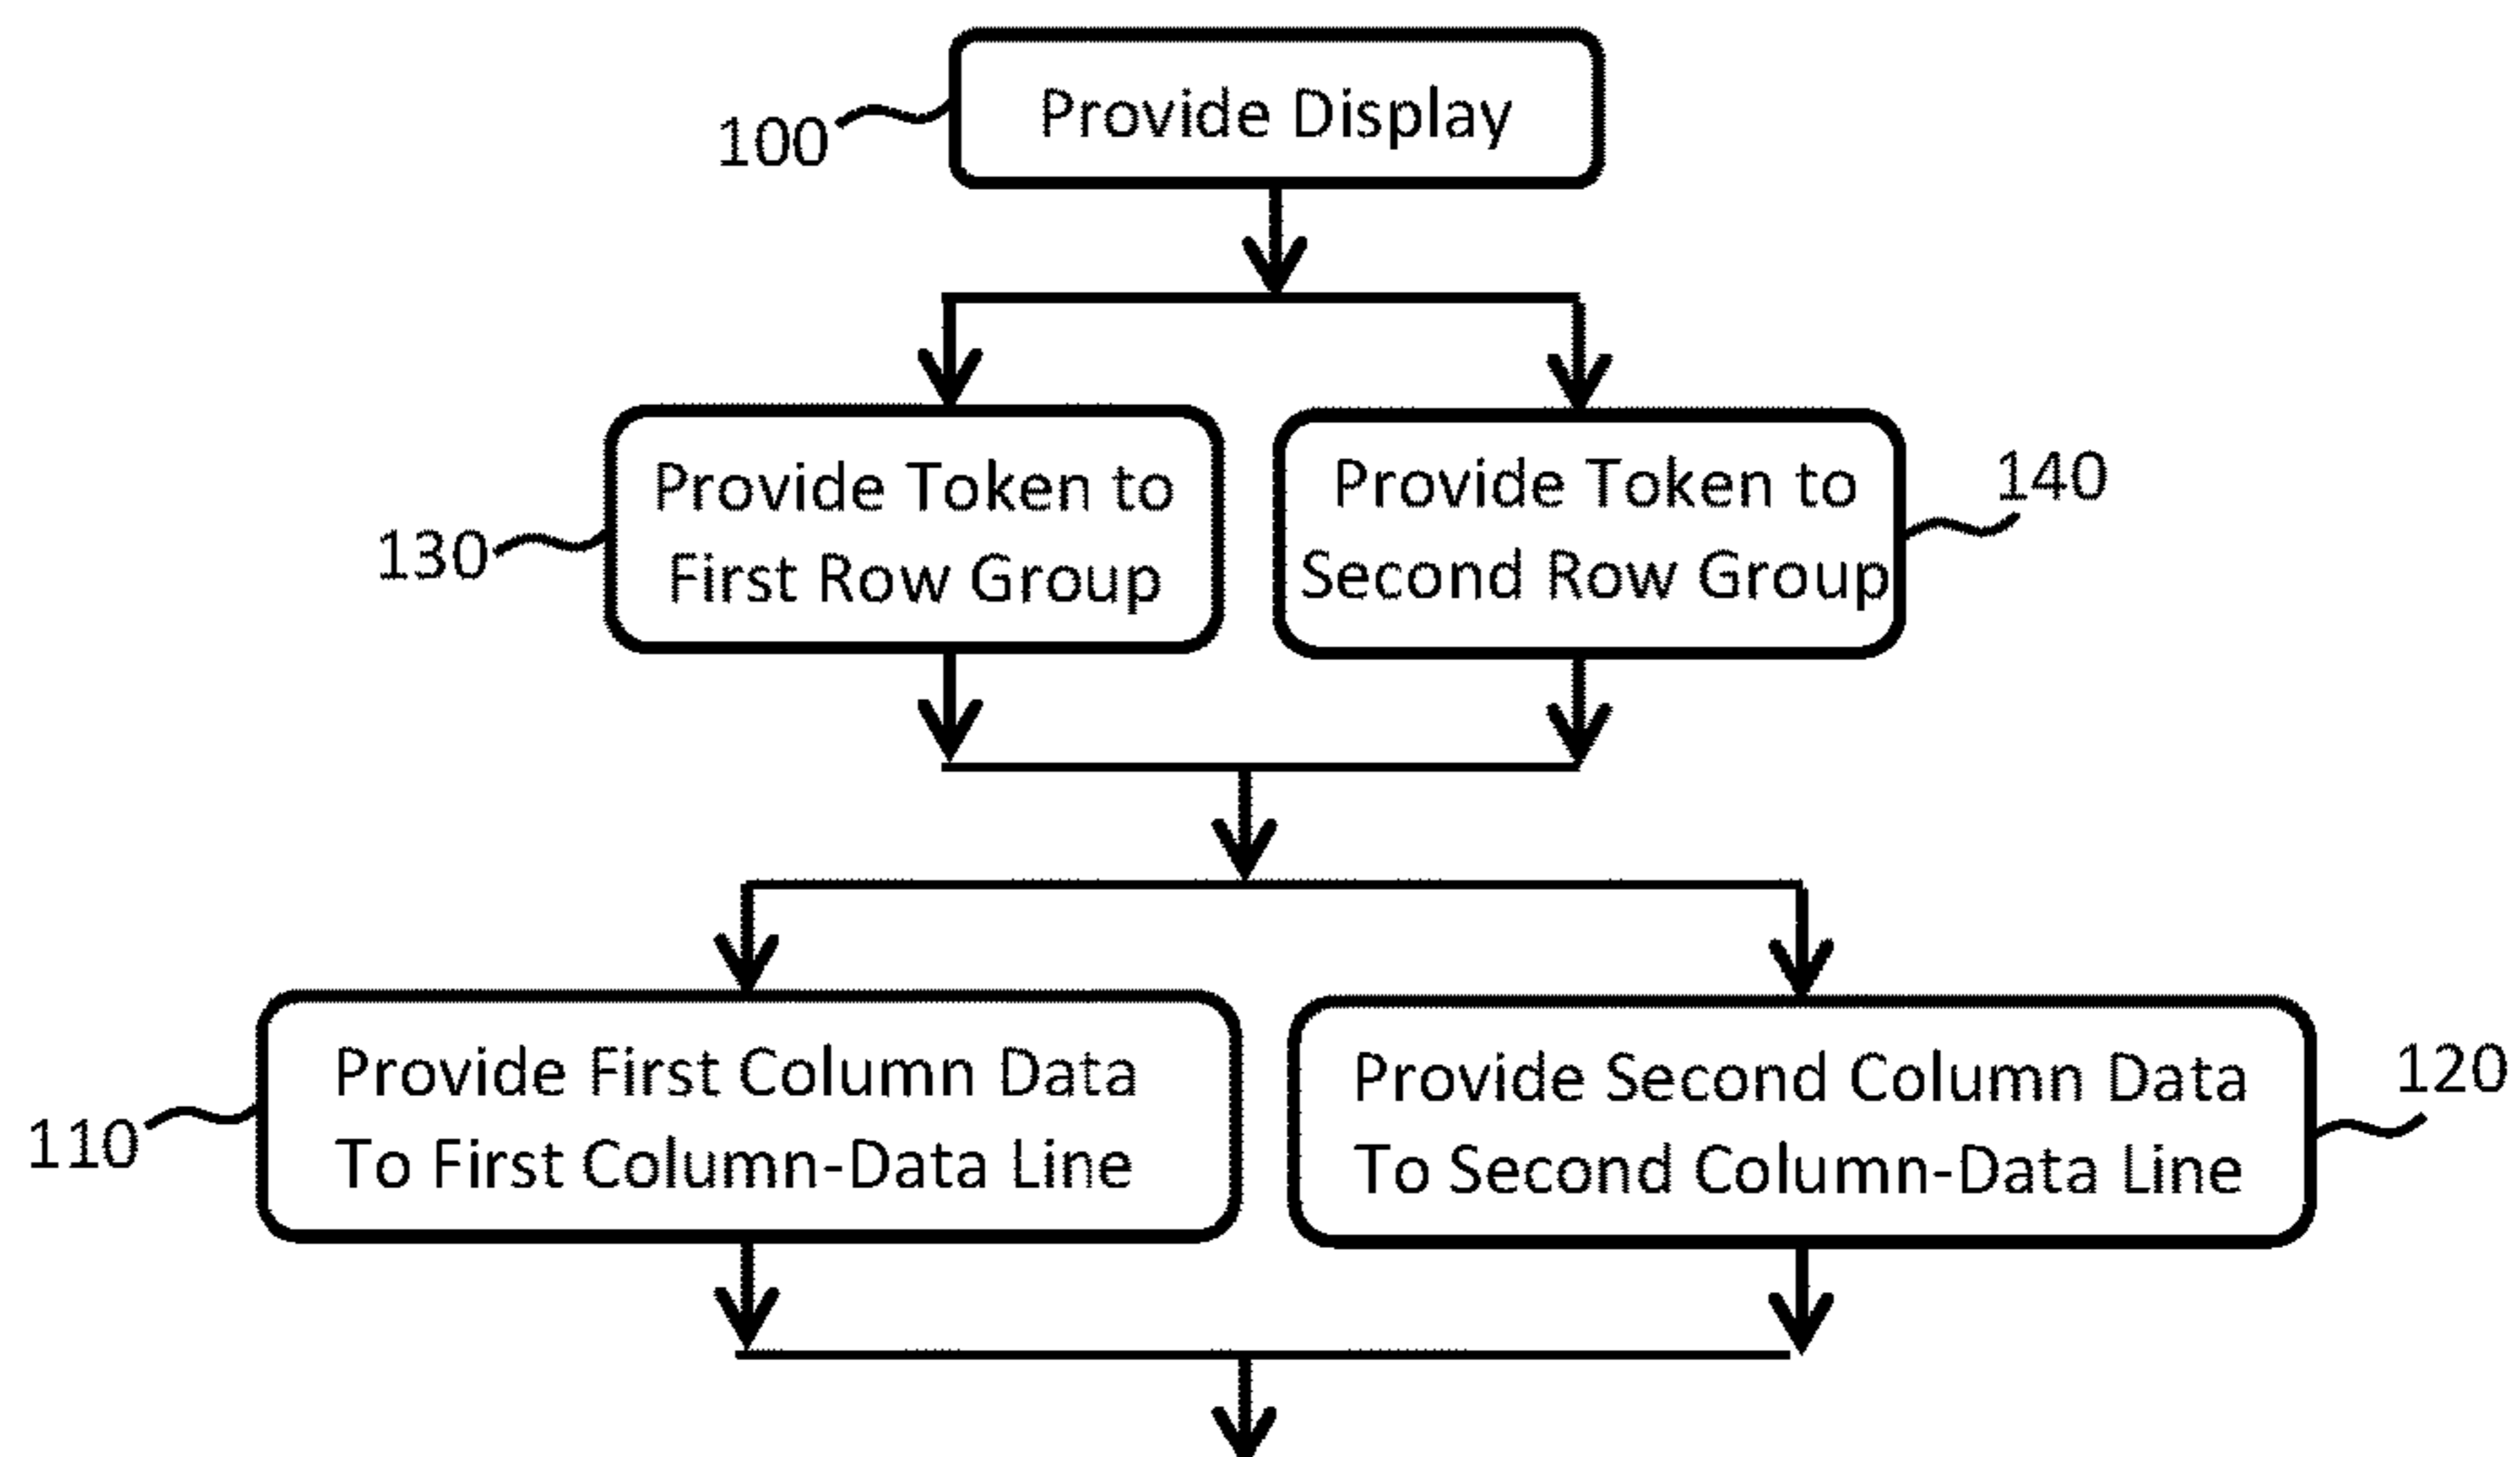 Provide Display
100
Provide Token to
First Row Group
130
Provide Token to
Second Row Group
140
Provide First Column Data
To First Column-Data Line
110
Provide Second Column Data
To Second Column-Data Line
120